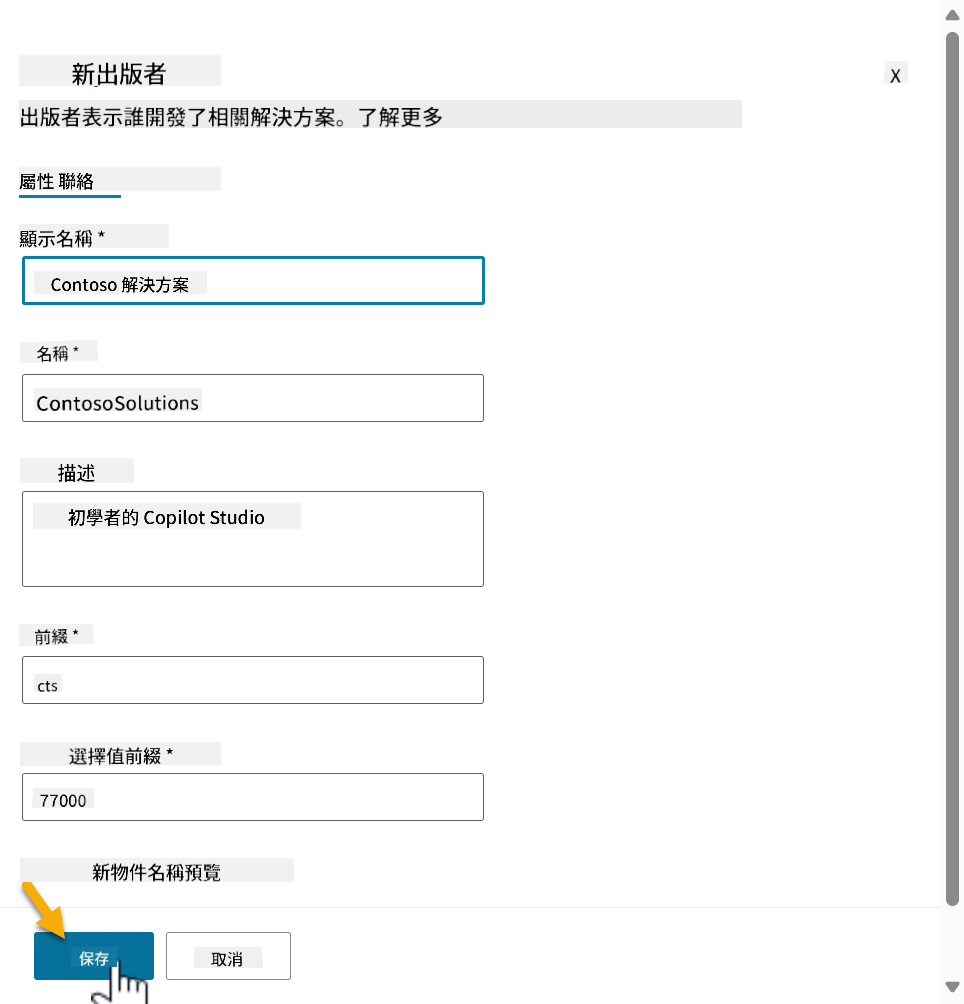 新出版者
X
出版者表示誰開發了相關解決方案。了解更多
屬性 聯絡
顯示名稱 *
Contoso 解決方案
名稱 *
ContosoSolutions
描述
初學者的 Copilot Studio
前綴 *
cts
選擇值前綴 *
77000
新物件名稱預覽
保存 取消